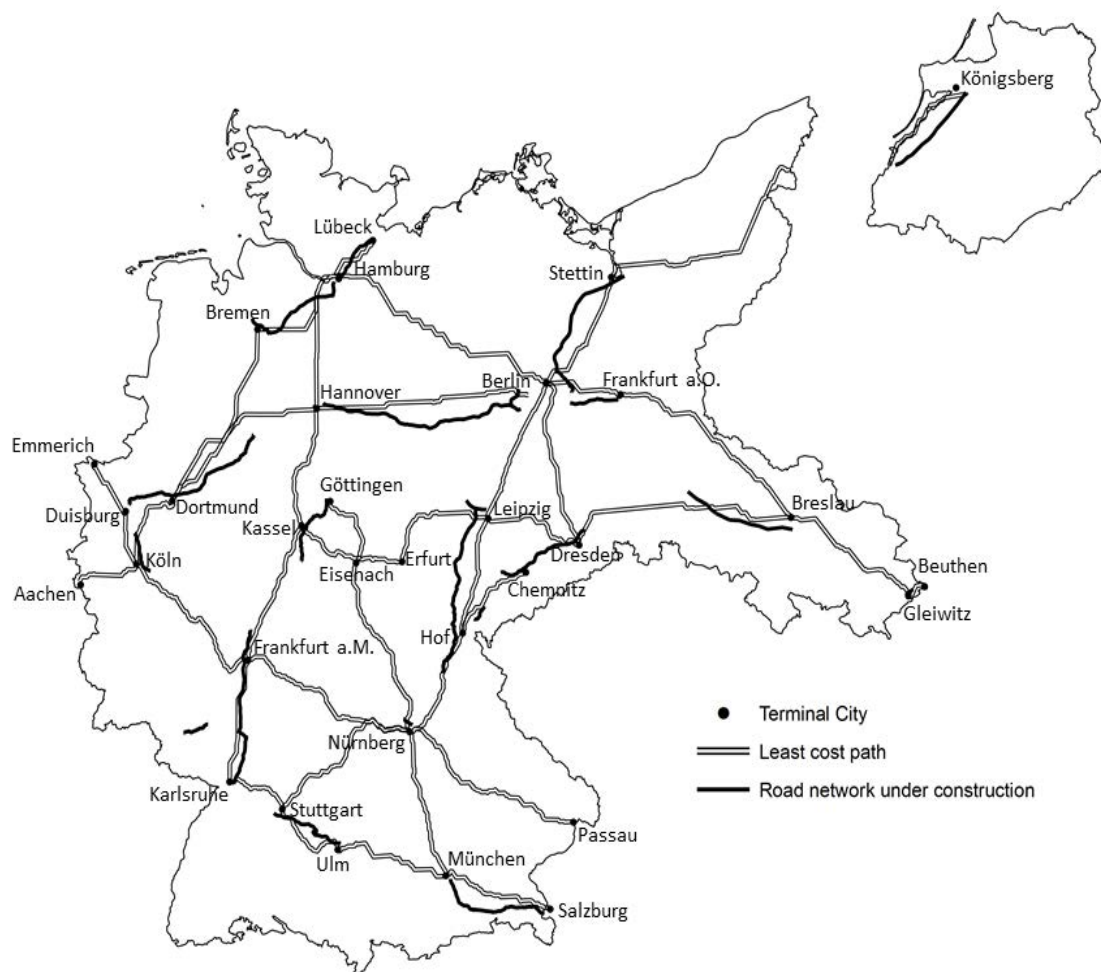 Königsberg
Lübeck
Hamburg
Stettin
Bremen
Berlin
Frankfurt a.O.
Hannover
Emmerich
Göttingen
Duisburg
Dortmund
Leipzig
Breslau
Kassel
Köln
Eisenach
Erfurt
Dresden
Beuthen
Aachen
Chempitz
Gleiwitz
Hof
Frankfurt a.M.
Terminal City
Nürnberg
Least cost path
Karlsruhe
Road network under construction
Stuttgart
Passau
Ulm
München
Salzburg